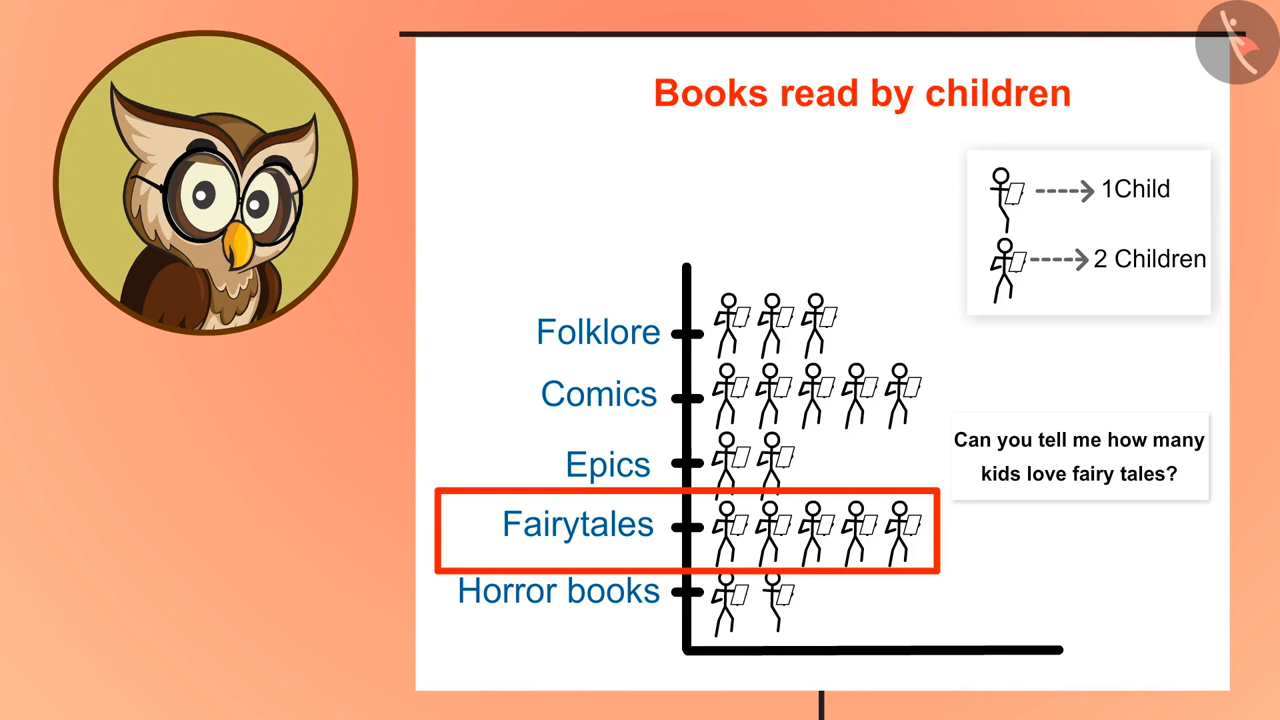 Books read by children
1Child
2 Children
Folklore
Comics
Epics
Fairytales
Horror books
Can you tell me how many
kids love fairy tales?